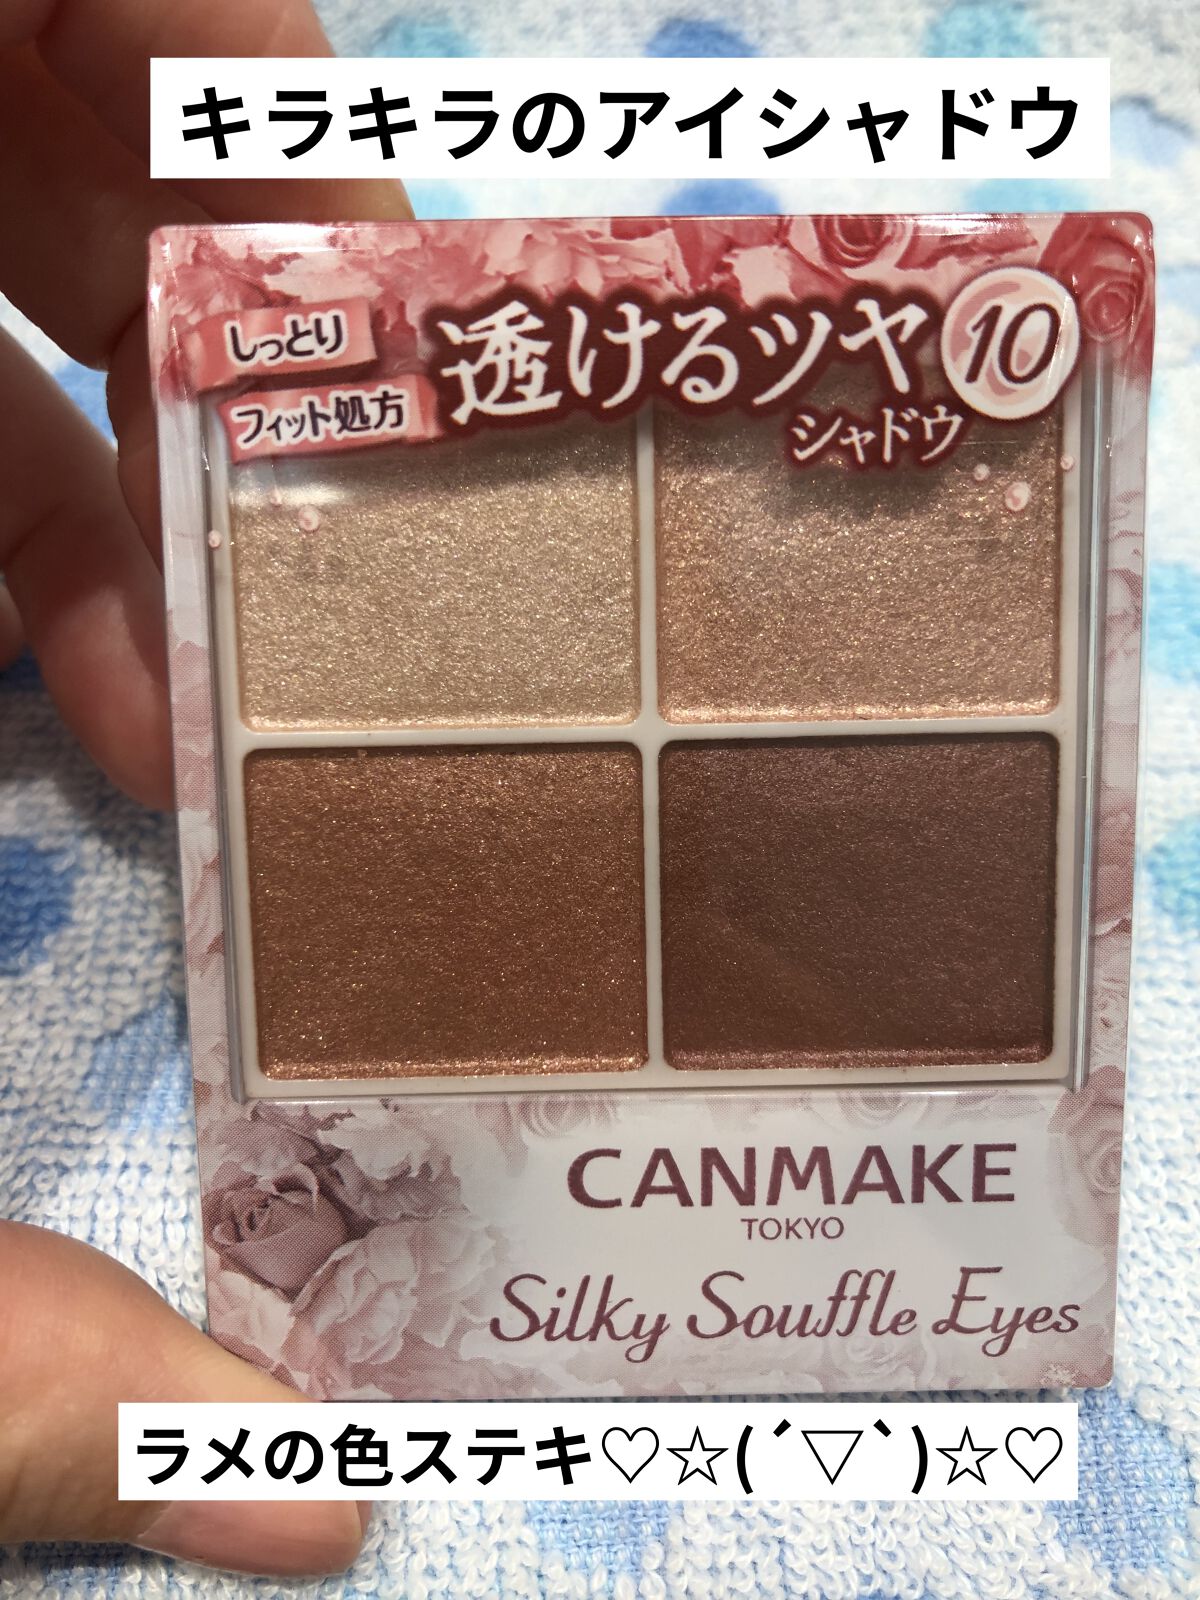 キラキラのアイシャドウ
しっとり
フィット処方
透けるツヤ
シャドウ
10
CANMAKE
TOKYO
Silky Souffle Eyes
ラメの色ステキ♡☆(´▽`)☆♡